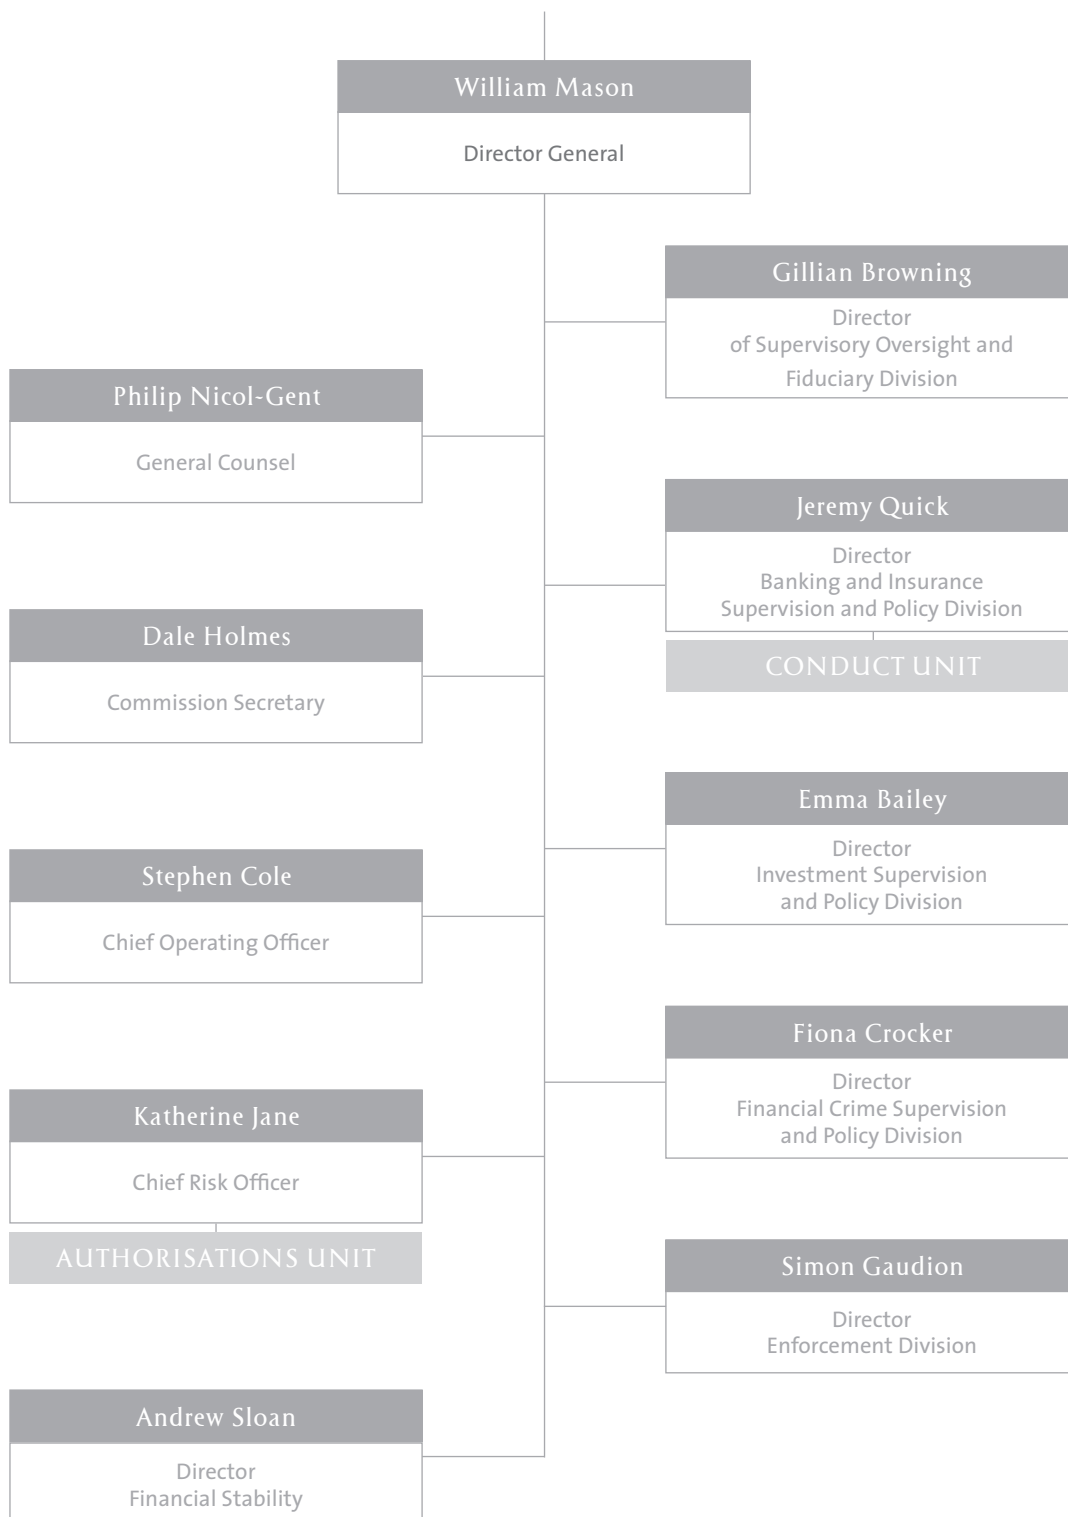 William Mason
Director General
Gillian Browning
Director
of Supervisory Oversight and
Fiduciary Division
Philip Nicol-Gent
General Counsel
Jeremy Quick
Director
Banking and Insurance
Supervision and Policy Division
CONDUCT UNIT
Dale Holmes
Commission Secretary
Emma Bailey
Director
Investment Supervision
and Policy Division
Stephen Cole
Chief Operating Officer
Fiona Crocker
Director
Financial Crime Supervision
and Policy Division
Katherine Jane
Chief Risk Officer
AUTHORISATIONS UNIT
Simon Gaudion
Director
Enforcement Division
Andrew Sloan
Director
Financial Stability